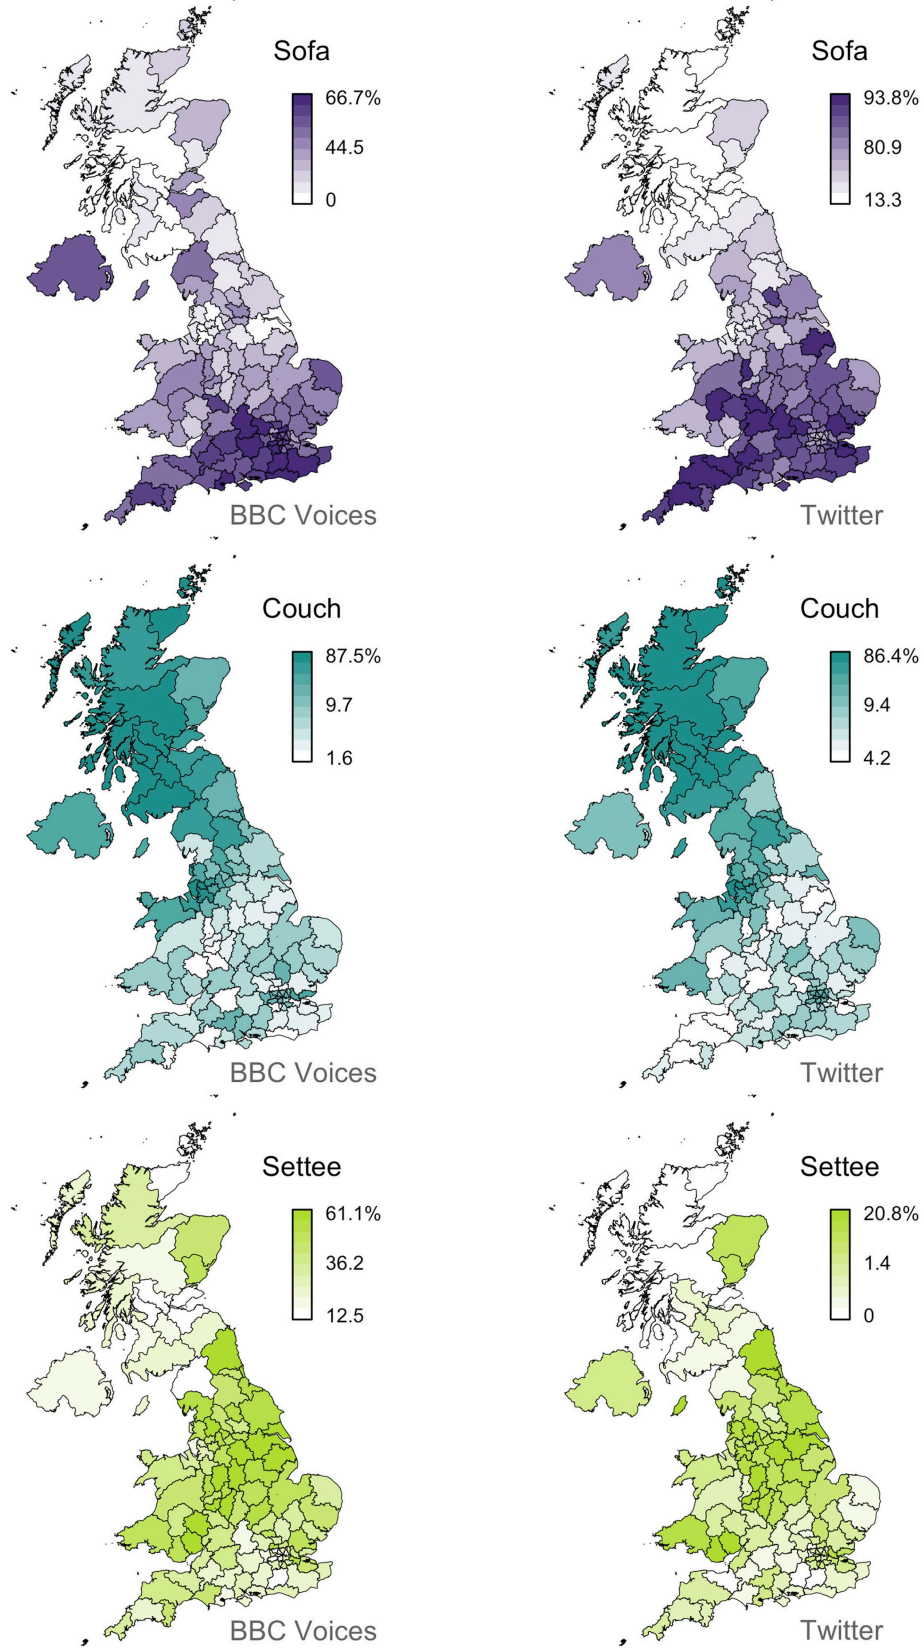 Sofa
66.7%
44.5
0
BBC Voices
Sofa
93.8%
80.9
13.3
Twitter
Couch
87.5%
9.7
1.6
BBC Voices
Couch
86.4%
9.4
4.2
Twitter
Settee
61.1%
36.2
12.5
BBC Voices
Settee
20.8%
1.4
0
Twitter